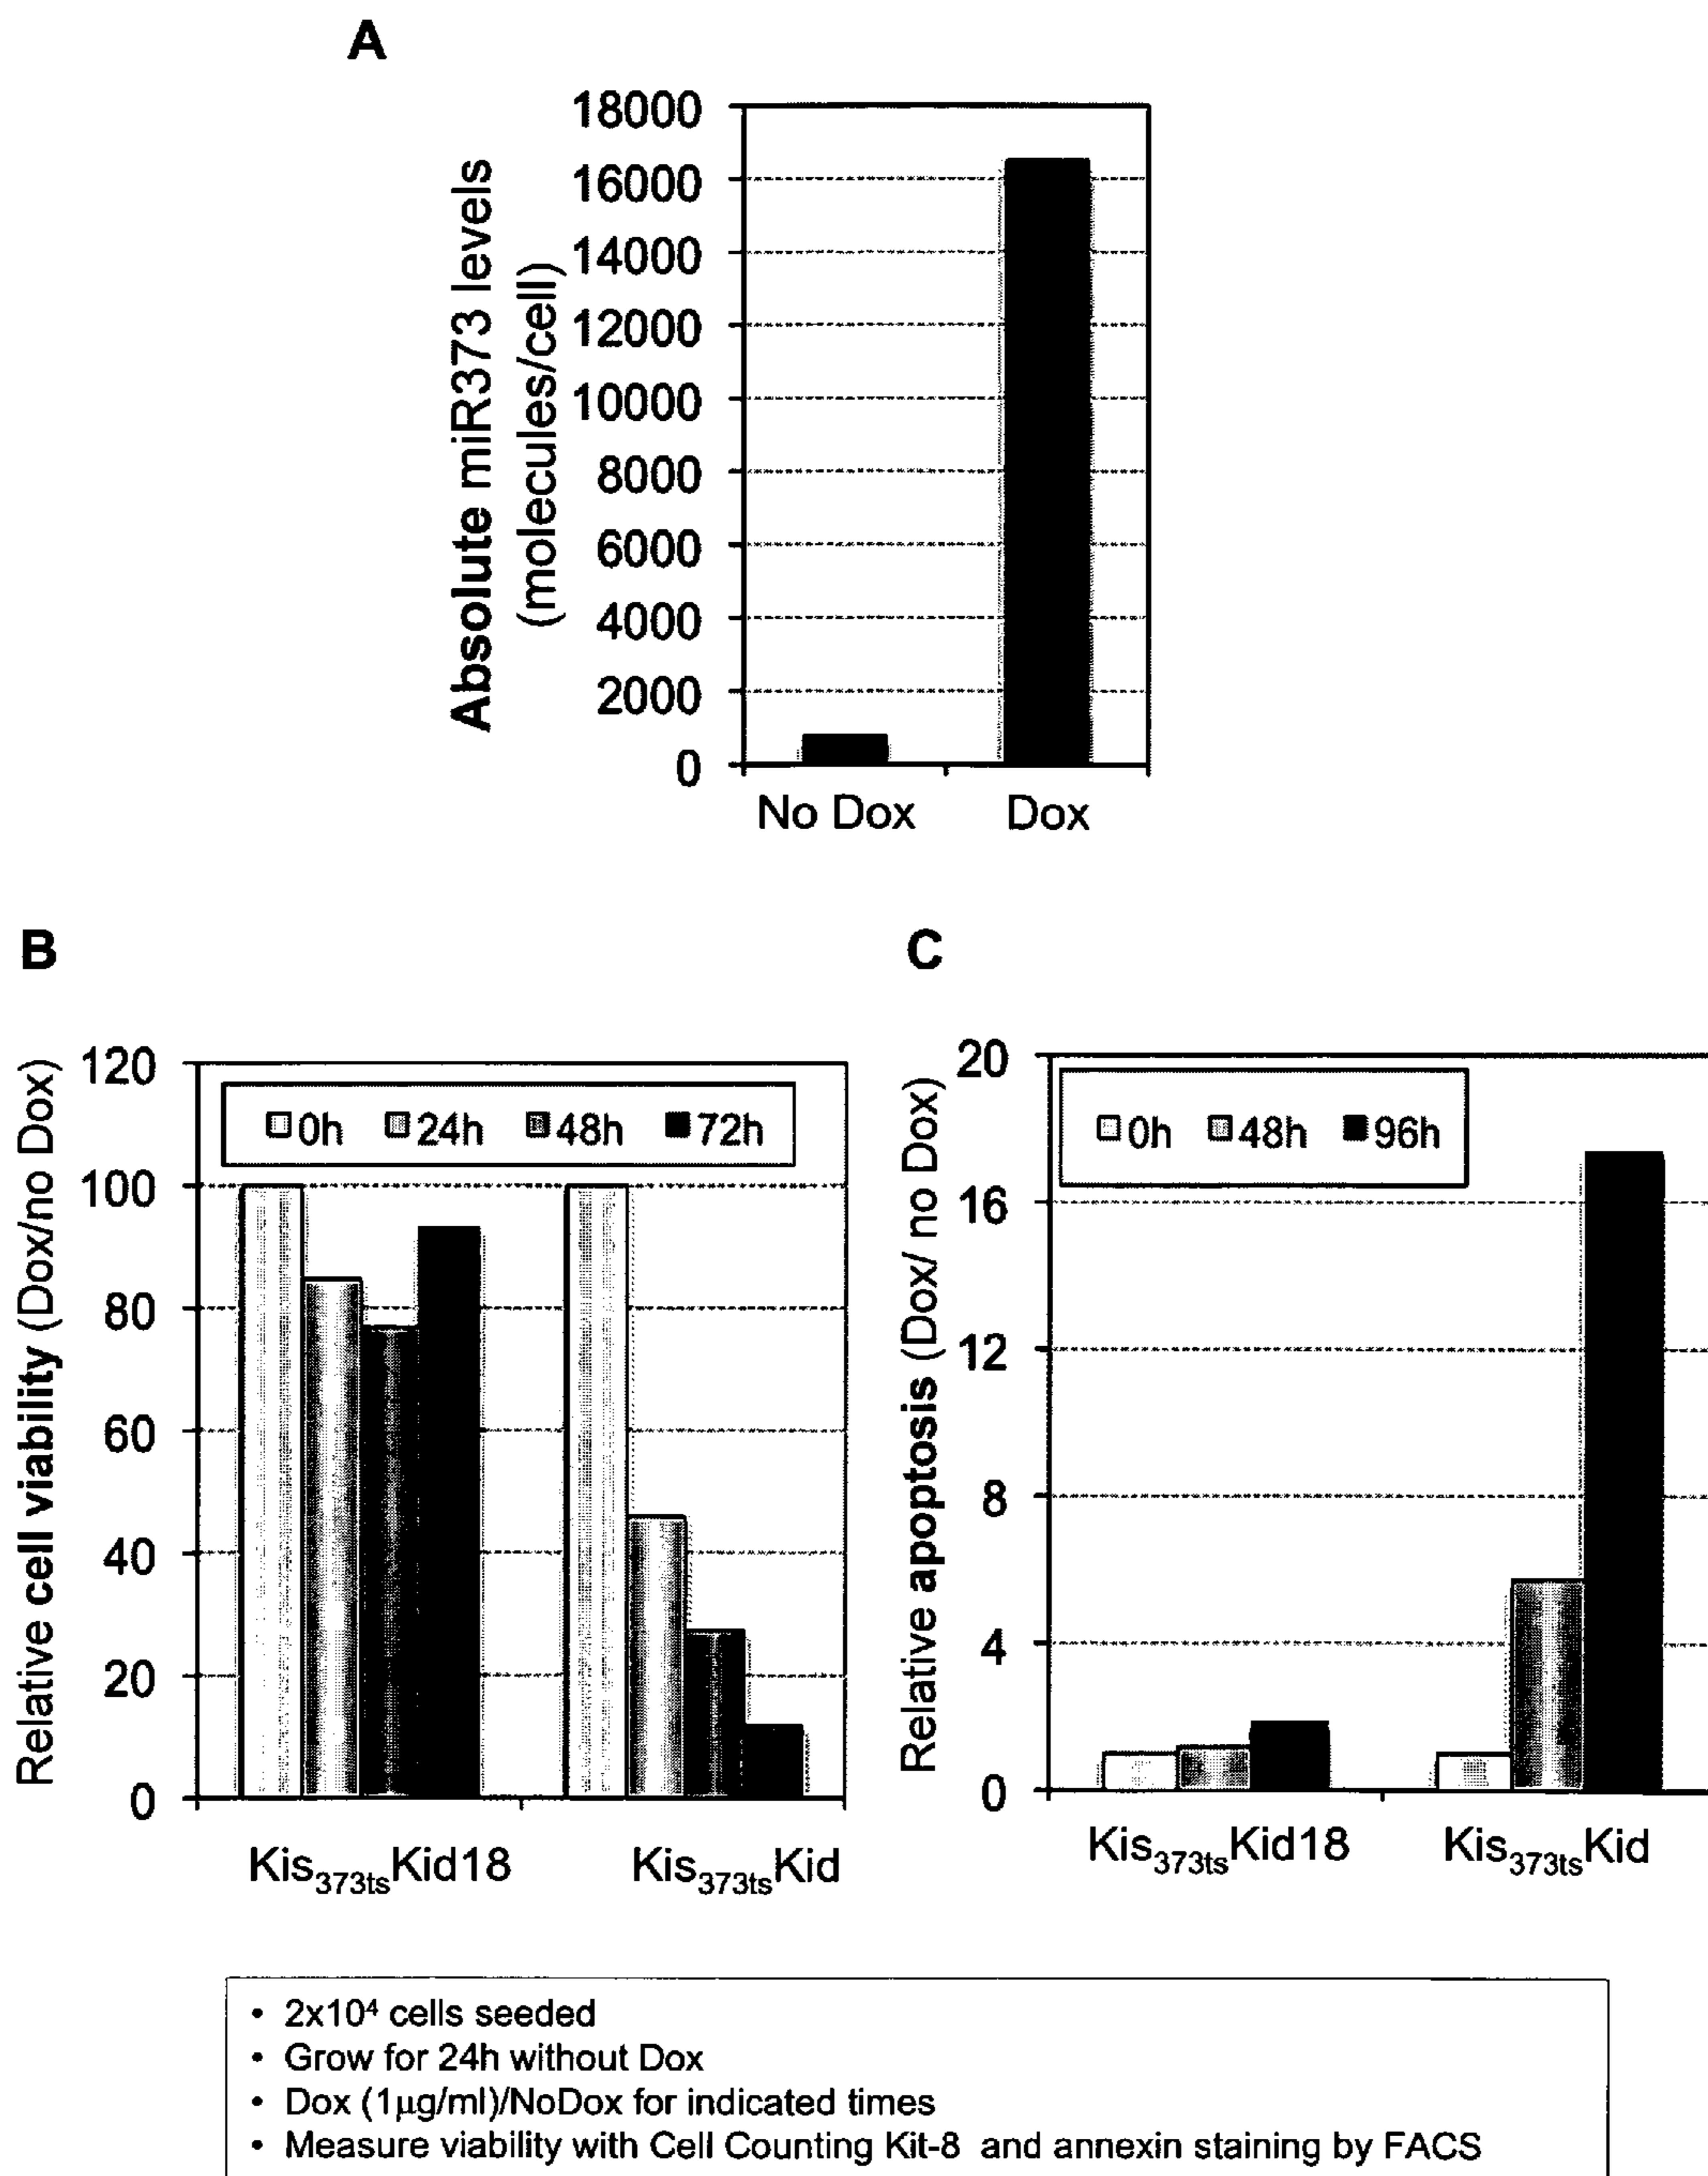 A
Absolute miR373 levels
(molecules/cell)
18000
16000
14000
12000
10000
8000
6000
4000
2000
0
No Dox Dox
B
Relative cell viability (Dox/no Dox)
120
100
80
60
40
20
0
0h 24h 48h 72h
Kis373tsKid18 Kis373tsKid
C
Relative apoptosis (Dox/ no Dox)
20
16
12
8
4
0
0h 48h 96h
Kis373tsKid18 Kis373tsKid
• 2x10⁴ cells seeded
• Grow for 24h without Dox
• Dox (1μg/ml)/NoDox for indicated times
• Measure viability with Cell Counting Kit-8 and annexin staining by FACS